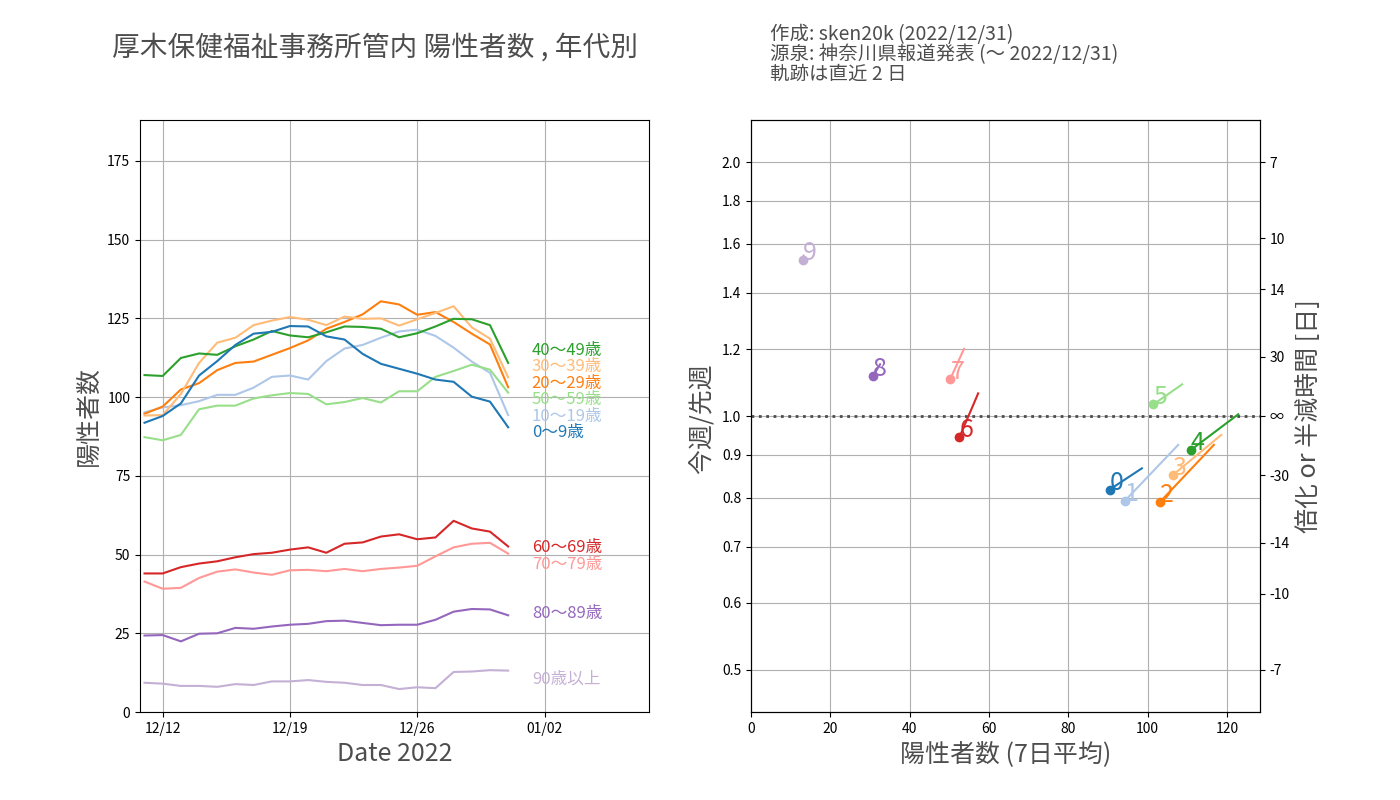 厚木保健福祉事務所管内 陽性者数 , 年代別
作成: sken20k (2022/12/31)
源泉: 神奈川県報道発表 (〜 2022/12/31)
軌跡は直近 2 日
陽性者数
175
150
125
100
75
50
25
0
40〜49歳
30〜39歳
20〜29歳
50〜59歳
10〜19歳
0〜9歳
60〜69歳
70〜79歳
80〜89歳
90歳以上
12/12
12/19
12/26
01/02
Date 2022
今週/先週
2.0
1.8
1.6
1.4
1.2
1.0
0.9
0.8
0.7
0.6
0.5
9
8
7
6
5
4
3
2
1
0
0
20
40
60
80
100
120
陽性者数 (7日平均)
7
10
14
30
∞
-30
-14
-10
-7
倍化 or 半減時間 [日]